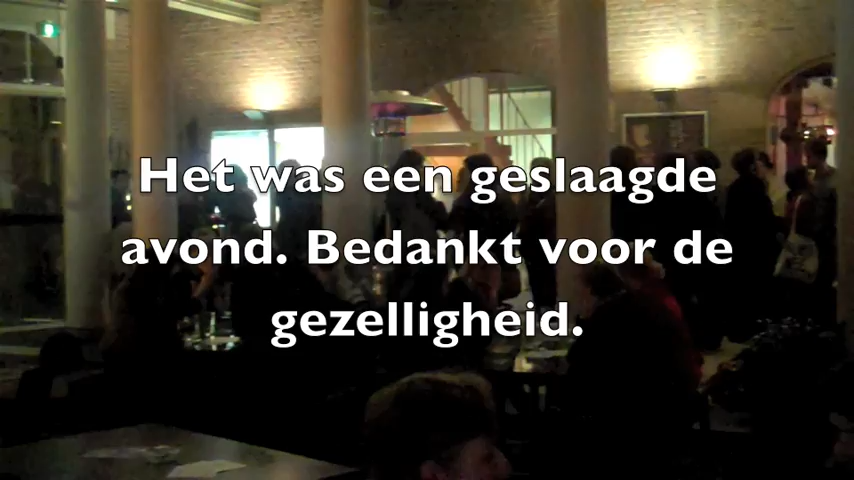 Het was een geslaagde
avond. Bedankt voor de
gezelligheid.